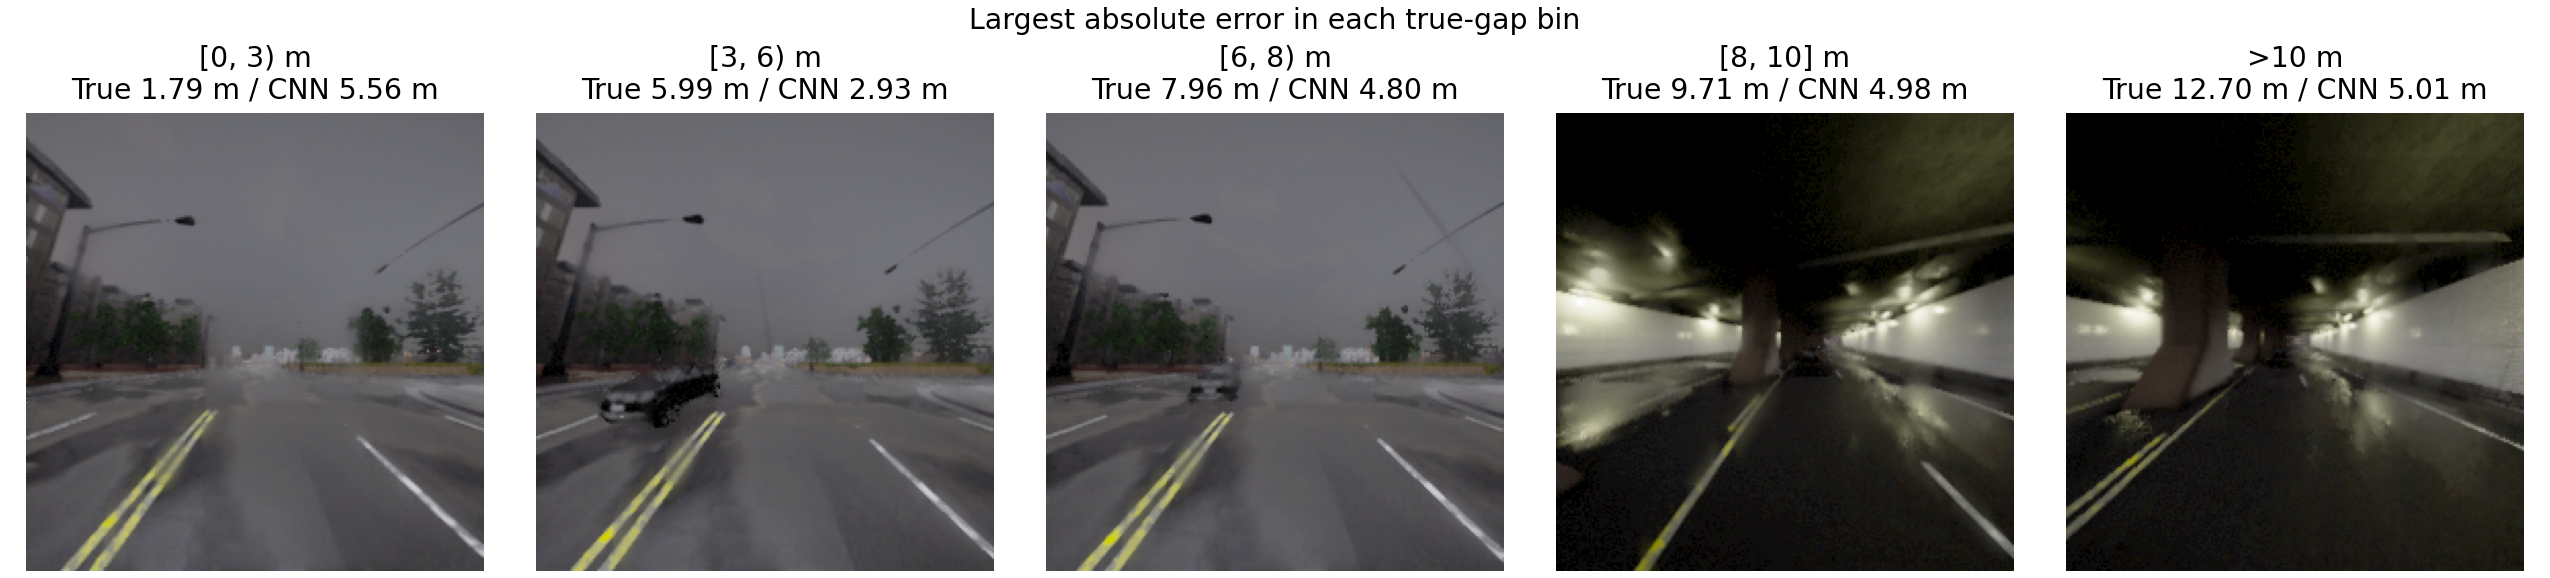 Largest absolute error in each true-gap bin
[0, 3) m
True 1.79 m / CNN 5.56 m
[3, 6) m
True 5.99 m / CNN 2.93 m
[6, 8) m
True 7.96 m / CNN 4.80 m
[8, 10] m
True 9.71 m / CNN 4.98 m
>10 m
True 12.70 m / CNN 5.01 m